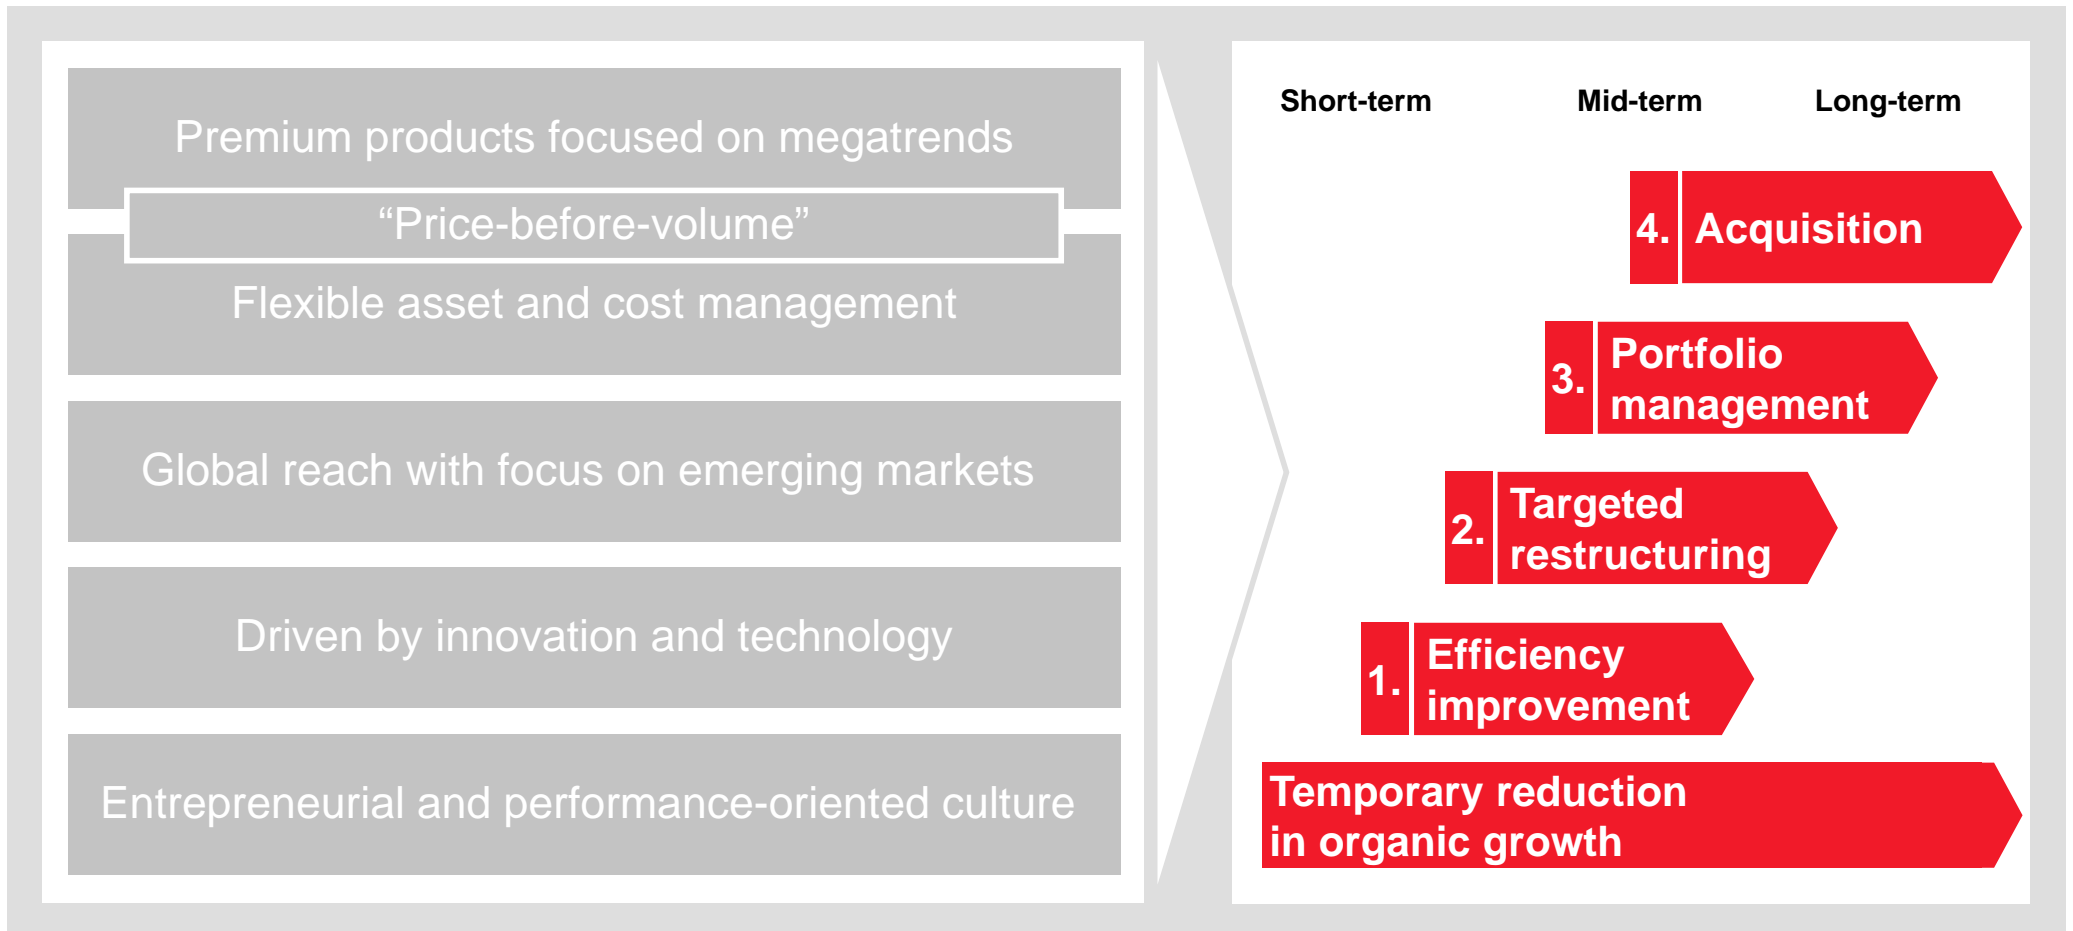 Premium products focused on megatrends
“Price-before-volume”
Flexible asset and cost management
Global reach with focus on emerging markets
Driven by innovation and technology
Entrepreneurial and performance-oriented culture
Short-term
Mid-term
Long-term
4. Acquisition
3. Portfolio
management
2. Targeted
restructuring
1. Efficiency
improvement
Temporary reduction
in organic growth